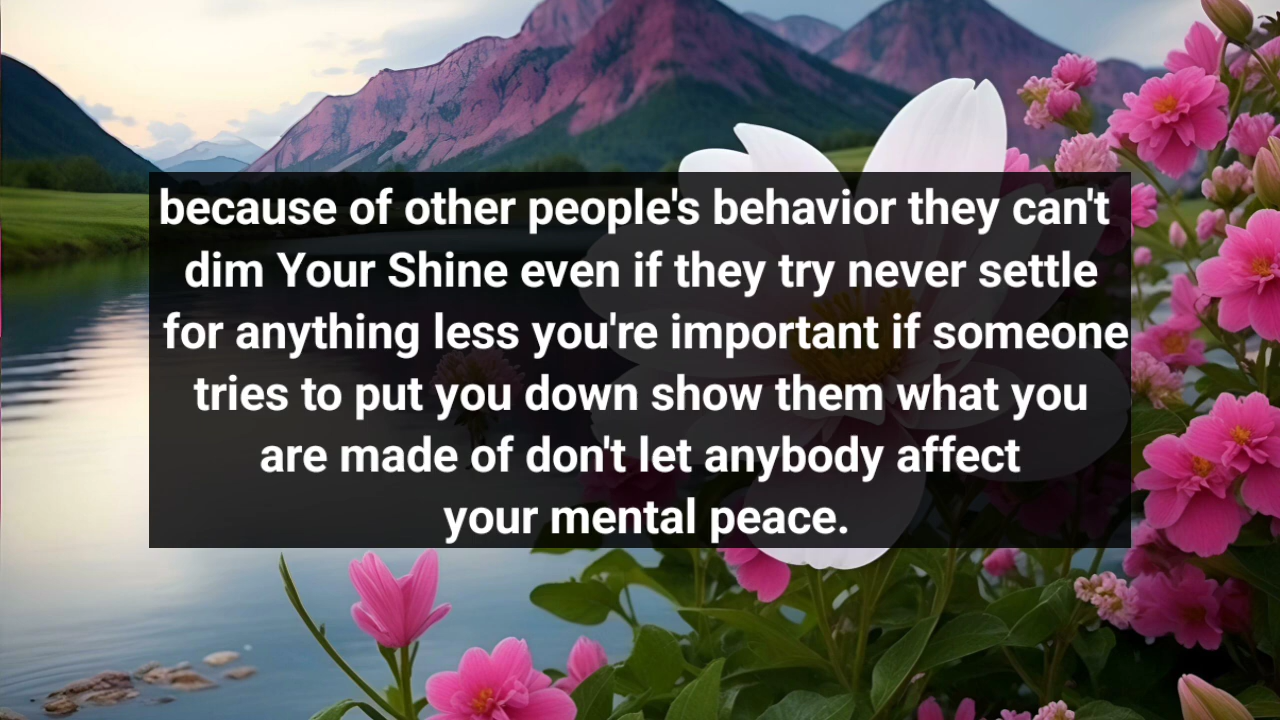 because of other people's behavior they can't
dim Your Shine even if they try never settle
for anything less you're important if someone
tries to put you down show them what you
are made of don't let anybody affect
your mental peace.